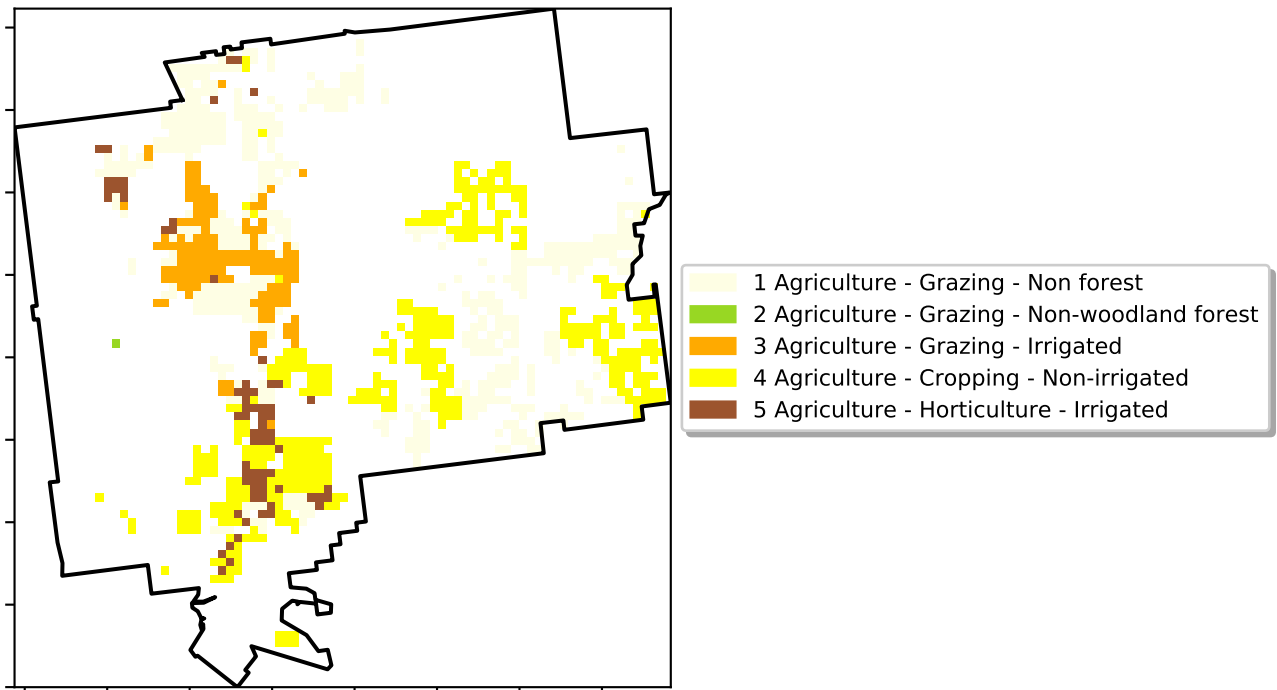 1 Agriculture - Grazing - Non forest
2 Agriculture - Grazing - Non-woodland forest
3 Agriculture - Grazing - Irrigated
4 Agriculture - Cropping - Non-irrigated
5 Agriculture - Horticulture - Irrigated